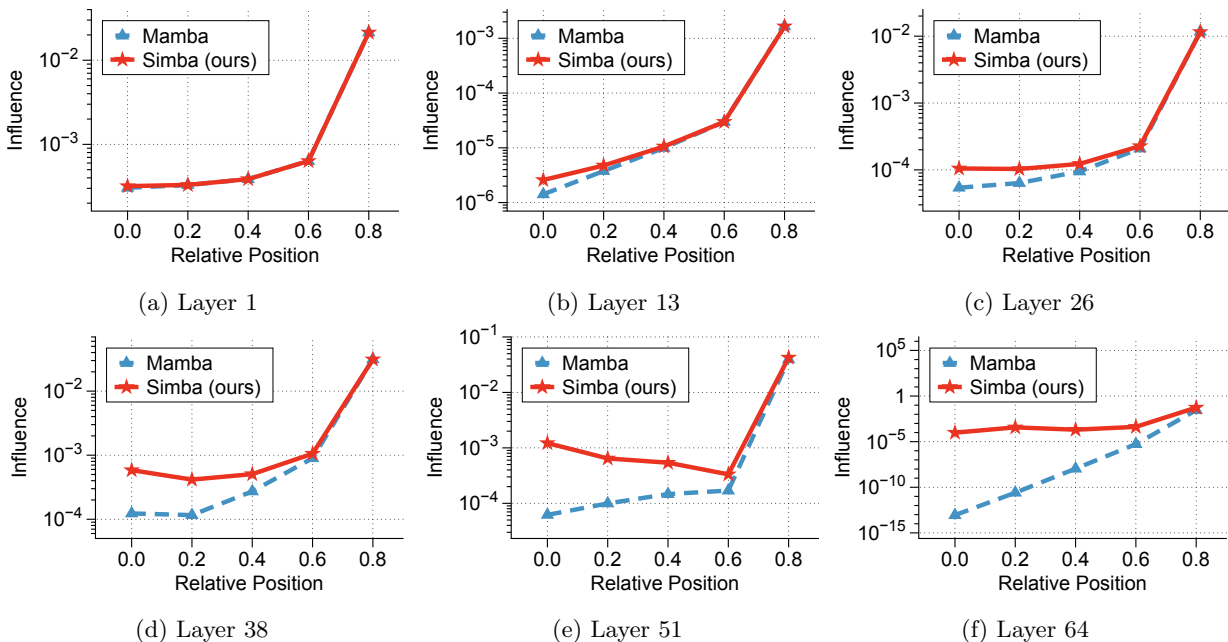 10⁻²
10⁻³
Influence
Mamba
Simba (ours)
0.0 0.2 0.4 0.6 0.8
Relative Position
(a) Layer 1
10⁻³
10⁻⁴
10⁻⁵
10⁻⁶
Influence
Mamba
Simba (ours)
0.0 0.2 0.4 0.6 0.8
Relative Position
(b) Layer 13
10⁻²
10⁻³
10⁻⁴
Influence
Mamba
Simba (ours)
0.0 0.2 0.4 0.6 0.8
Relative Position
(c) Layer 26
10⁻²
10⁻³
10⁻⁴
Influence
Mamba
Simba (ours)
0.0 0.2 0.4 0.6 0.8
Relative Position
(d) Layer 38
10⁻¹
10⁻²
10⁻³
10⁻⁴
Influence
Mamba
Simba (ours)
0.0 0.2 0.4 0.6 0.8
Relative Position
(e) Layer 51
10⁵
1
10⁻⁵
10⁻¹⁰
10⁻¹⁵
Influence
Mamba
Simba (ours)
0.0 0.2 0.4 0.6 0.8
Relative Position
(f) Layer 64